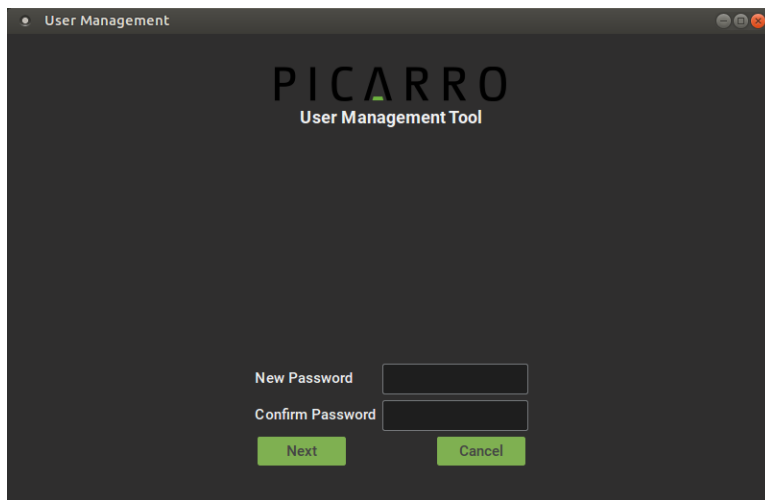 User Management
PICARRO
User Management Tool
New Password
Confirm Password
Next Cancel